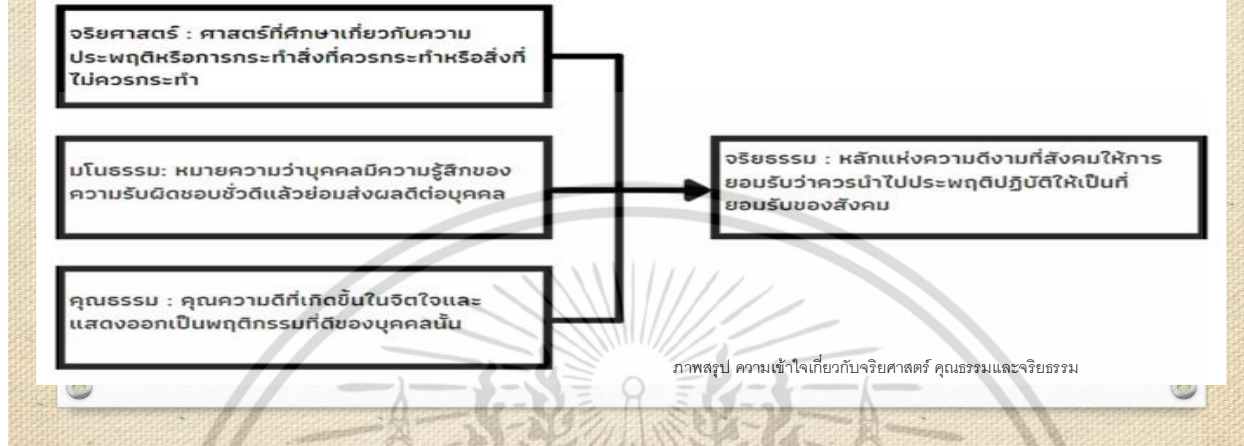 จริยศาสตร์ : ศาสตร์ที่ศึกษาเกี่ยวกับความ
ประพฤติหรือการกระทำสิ่งที่ควรกระทำหรือสิ่งที่
ไม่ควรกระทำ
มโนธรรม: หมายความว่าบุคคลมีความรู้สึกของ
ความรับผิดชอบชั่วดีแล้วย่อมส่งผลดีต่อบุคคล
คุณธรรม : คุณความดีที่เกิดขึ้นในจิตใจและ
แสดงออกเป็นพฤติกรรมที่ดีของบุคคลนั้น
จริยธรรม : หลักแห่งความดีงามที่สังคมให้การ
ยอมรับว่าควรนำไปประพฤติปฏิบัติให้เป็นที่
ยอมรับของสังคม
ภาพสรุป ความเข้าใจเกี่ยวกับจริยศาสตร์ คุณธรรมและจริยธรรม